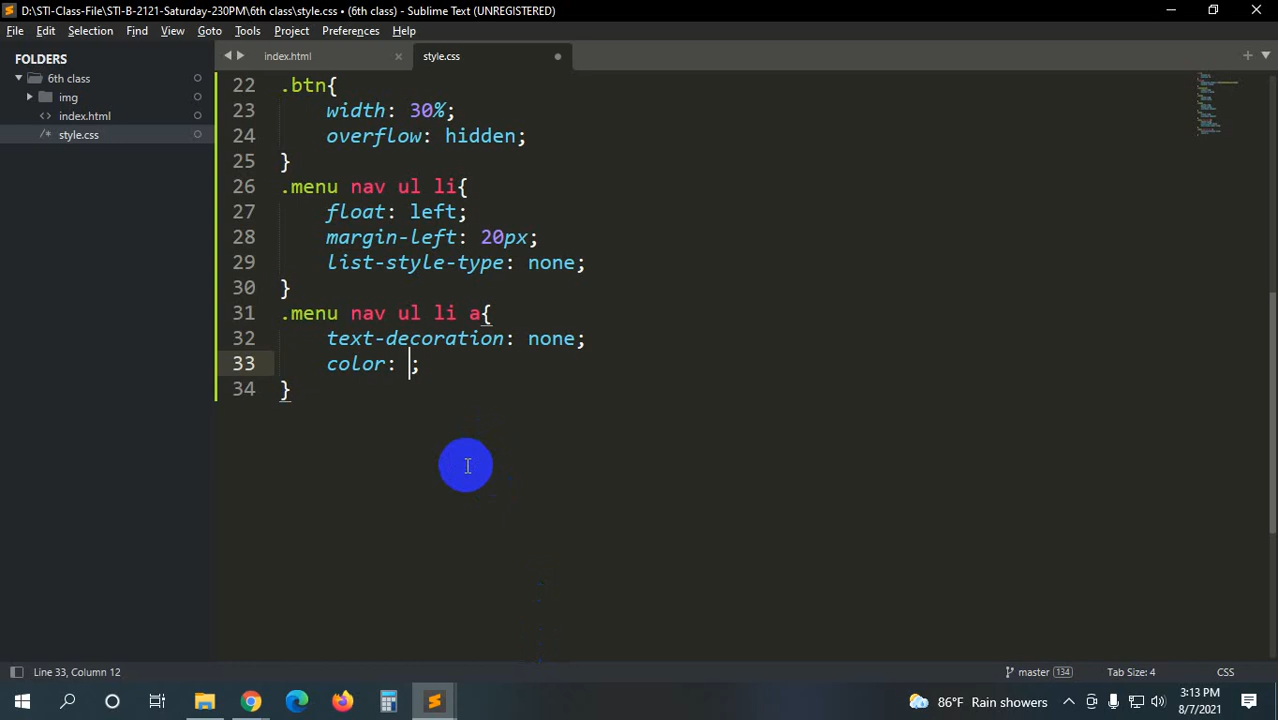 D:\STI-Class-File\STI-B-2121-Saturday-230PM\6th class\style.css • (6th class) - Sublime Text (UNREGISTERED)
File Edit Selection Find View Goto Tools Project Preferences Help
FOLDERS
6th class
img
index.html
style.css
index.html
style.css
22 .btn{
23 width: 30%;
24 overflow: hidden;
25 }
26 .menu nav ul li{
27 float: left;
28 margin-left: 20px;
29 list-style-type: none;
30 }
31 .menu nav ul li a{
32 text-decoration: none;
33 color: ;
34 }
Line 33, Column 12
master 134
Tab Size: 4
CSS
86°F Rain showers
3:13 PM
8/7/2021